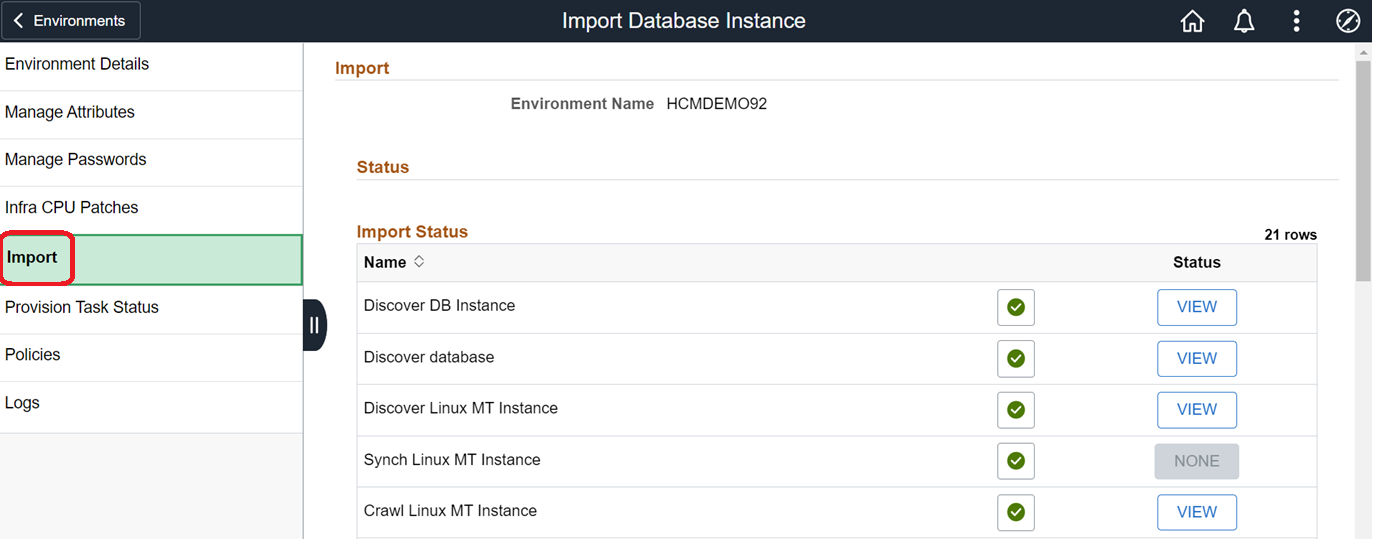 Environments
Import Database Instance
Environment Details
Manage Attributes
Manage Passwords
Infra CPU Patches
Import
Provision Task Status
Policies
Logs
Import
Environment Name HCMDEMO92
Status
Import Status
21 rows
Name Status
Discover DB Instance VIEW
Discover database VIEW
Discover Linux MT Instance VIEW
Synch Linux MT Instance NONE
Crawl Linux MT Instance VIEW